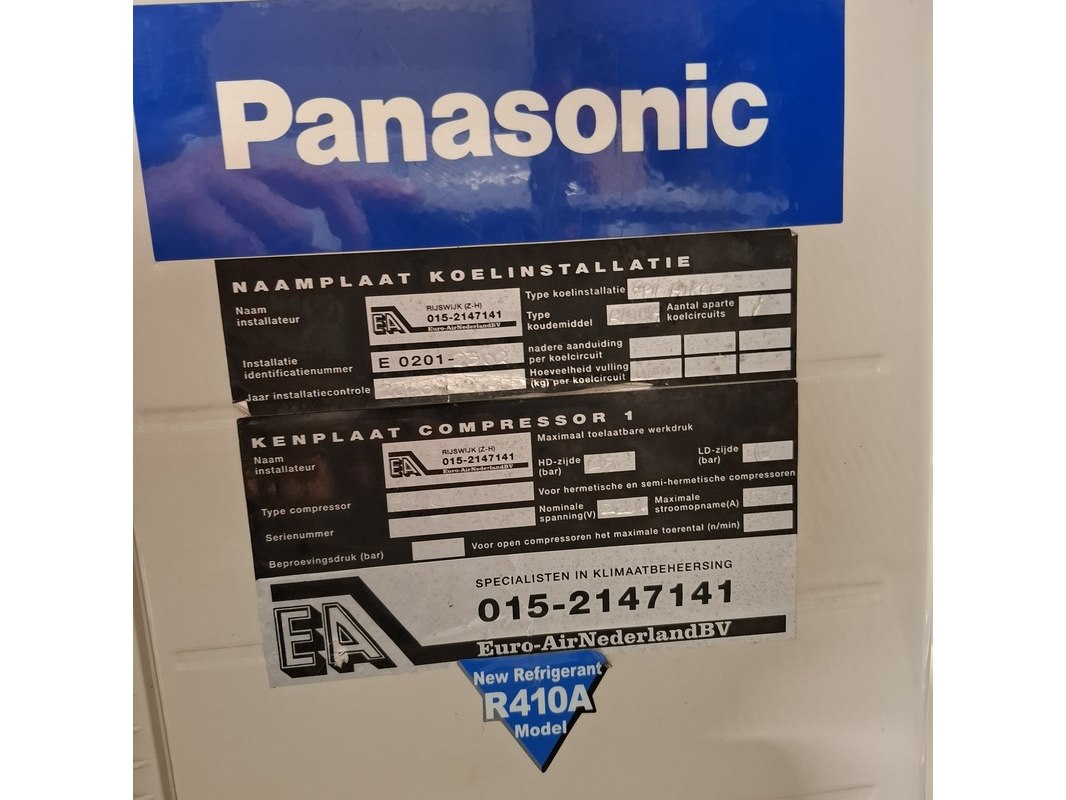 Panasonic
NAAMPLAAT KOELINSTALLATIE
Naam
installateur
EA
RIJSWIJK (Z-H)
015-2147141
Euro-AirNederlandBV
Type koelinstallatie
Type
koudemiddel
Aantal aparte
koelcircuits
Installatie
identificatienummer
E 0201-
nadere aanduiding
per koelcircuit
Jaar installatiecontrole
Hoeveelheid vulling
(kg) per koelcircuit
KENPLAAT COMPRESSOR 1
Naam
installateur
EA
RIJSWIJK (Z-H)
015-2147141
Euro-AirNederlandBV
Maximaal toelaatbare werkdruk
HD-zijde
(bar)
LD-zijde
(bar)
Type compressor
Voor hermetische en semi-hermetische compressoren
Serienummer
Nominale
spanning(V)
Maximale
stroomopname(A)
Beproevingsdruk (bar)
Voor open compressoren het maximale toerental (n/min)
EA
SPECIALISTEN IN KLIMAATBEHEERSING
015-2147141
Euro-AirNederlandBV
New Refrigerant
R410A
Model